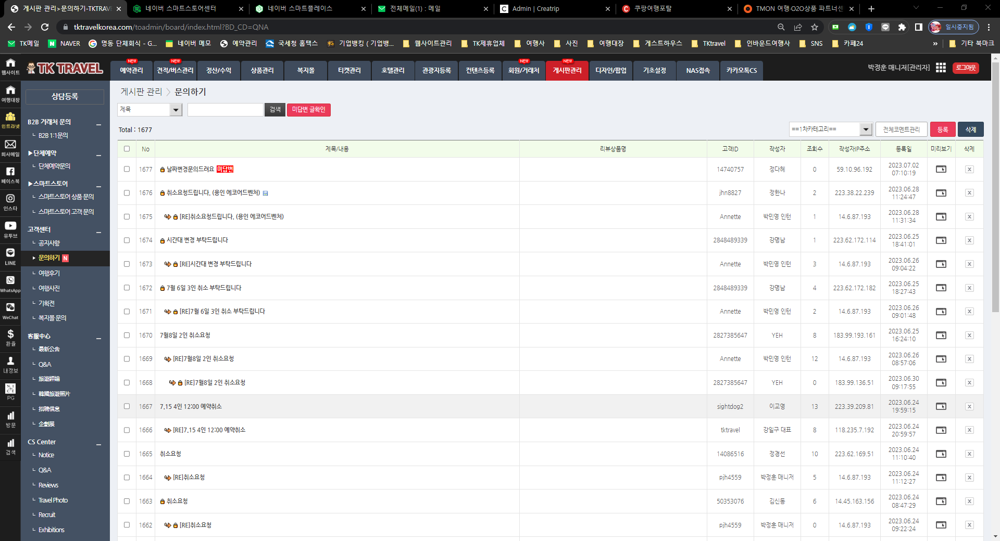 게시판 관리>문의하기-TKTRAV
네이버 스마트스토어센터
네이버 스마트플레이스
전체메일(1) : 메일
Admin | Creatrip
쿠팡여행포탈
TMON 여행·O2O상품 파트너센
tktravelkorea.com/toadmin/board/index.html?BD_CD=QNA
일시중지됨
TK메일
NAVER
명동 단체회식 - G...
네이버 메모
예약관리
국세청 홈택스
기업뱅킹 ( 기업뱅...
웹사이트관리
TK제휴업체
여행사
사진
여행대장
게스트하우스
TKtravel
인바운드여행사
SNS
카페24
»
기타 북마크
웹사이트
여행대장
인트라넷
회사메일
페이스북
인스타
유투브
LINE
WhatsApp
WeChat
환율
내정보
PG
방문
검색
TK TRAVEL
NEW
예약관리
NEW
견적/버스관리
정산/수익
상품관리
복지몰
티켓관리
호텔관리
관광지등록
컨텐츠등록
NEW
회원/거래처
NEW
게시판관리
디자인/팝업
기초설정
NAS접속
카카오톡CS
박정훈 매니저[관리자]
로그아웃
상담등록
B2B 거래처 문의
B2B 1:1문의
▶단체예약
단체예약문의
▶스마트스토어
스마트스토어 상품 문의
스마트스토어 고객 문의
고객센터
공지사항
문의하기 N
여행후기
여행사진
기획전
복지몰 문의
客服中心
最新公告
Q&A
旅遊評論
韓國旅遊照片
招聘信息
企劃展
CS Center
Notice
Q&A
Reviews
Travel Photo
Recruit
Exhibitions
게시판 관리 > 문의하기
제목
검색
미답변 글확인
Total : 1677
==1차카테고리==
전체코멘트관리
등록
삭제
No 제목/내용 리뷰상품명 고객ID 작성자 조회수 작성자IP주소 등록일 미리보기 삭제
1677 날짜변경문의드려요 미답변 14740757 정다혜 0 59.10.96.192 2023.07.02 07:10:19 x
1676 취소요청드립니다. (용인 에코어드벤처) jhn8827 정한나 2 223.38.22.239 2023.06.28 11:24:47 x
1675 [RE]취소요청드립니다. (용인 에코어드벤처) Annette 박민영 인턴 1 14.6.87.193 2023.06.28 11:31:34 x
1674 시간대 변경 부탁드립니다 2848489339 강명남 1 223.62.172.114 2023.06.25 18:41:01 x
1673 [RE]시간대 변경 부탁드립니다 Annette 박민영 인턴 3 14.6.87.193 2023.06.26 09:04:22 x
1672 7월 6일 3인 취소 부탁드립니다 2848489339 강명남 4 223.62.172.182 2023.06.25 18:27:43 x
1671 [RE]7월 6일 3인 취소 부탁드립니다 Annette 박민영 인턴 2 14.6.87.193 2023.06.26 09:01:48 x
1670 7월8일 2인 취소요청 2827385647 YEH 8 183.99.193.161 2023.06.25 16:24:10 x
1669 [RE]7월8일 2인 취소요청 Annette 박민영 인턴 12 14.6.87.193 2023.06.26 08:57:06 x
1668 [RE]7월8일 2인 취소요청 2827385647 YEH 0 183.99.136.51 2023.06.30 09:17:55 x
1667 7.15 4인 12:00 예약취소 sightdog2 이교영 13 223.39.209.81 2023.06.24 19:59:15 x
1666 [RE]7.15 4인 12:00 예약취소 tktravel 강일구 대표 8 118.235.7.192 2023.06.24 20:59:57 x
1665 취소요청 14086516 정경선 10 223.62.169.51 2023.06.24 11:10:40 x
1664 [RE]취소요청 pjh4559 박정훈 매니저 5 14.6.87.193 2023.06.24 11:12:27 x
1663 취소요청 50353076 김신동 6 14.45.163.156 2023.06.24 08:47:29 x
1662 [RE]취소요청 pjh4559 박정훈 매니저 0 14.6.87.193 2023.06.24 09:22:24 x